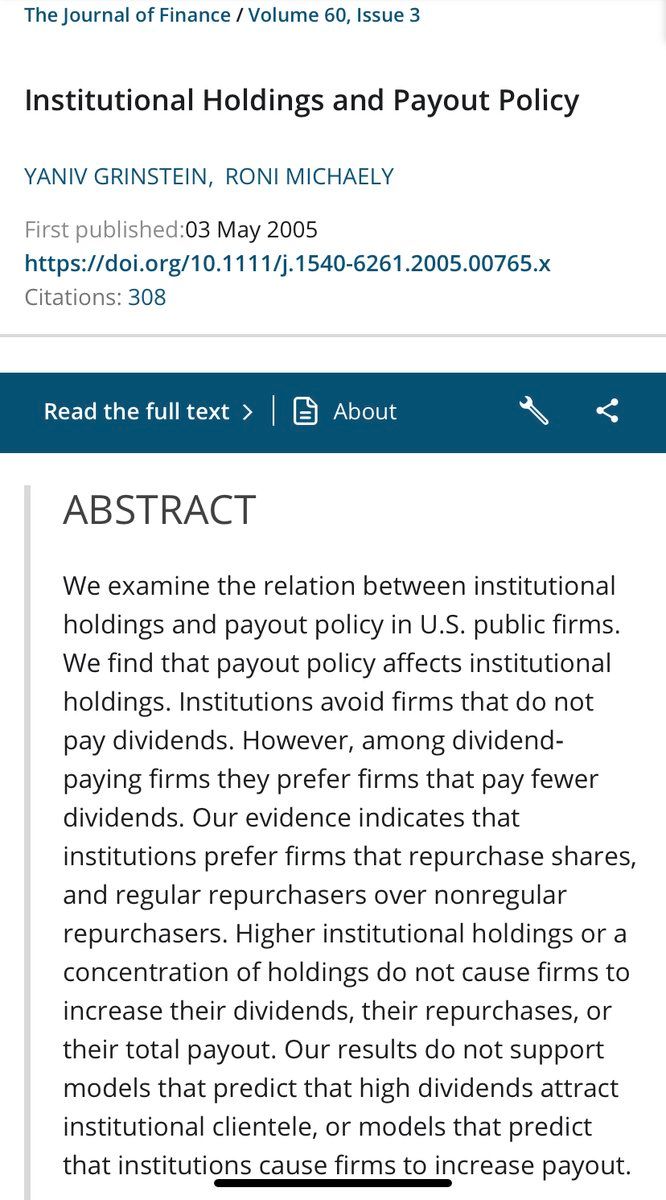 The Journal of Finance / Volume 60, Issue 3
Institutional Holdings and Payout Policy
YANIV GRINSTEIN, RONI MICHAELY
First published:03 May 2005
https://doi.org/10.1111/j.1540-6261.2005.00765.x
Citations: 308
Read the full text > | About
ABSTRACT
We examine the relation between institutional
holdings and payout policy in U.S. public firms.
We find that payout policy affects institutional
holdings. Institutions avoid firms that do not
pay dividends. However, among dividend-
paying firms they prefer firms that pay fewer
dividends. Our evidence indicates that
institutions prefer firms that repurchase shares,
and regular repurchasers over nonregular
repurchasers. Higher institutional holdings or a
concentration of holdings do not cause firms to
increase their dividends, their repurchases, or
their total payout. Our results do not support
models that predict that high dividends attract
institutional clientele, or models that predict
that institutions cause firms to increase payout.